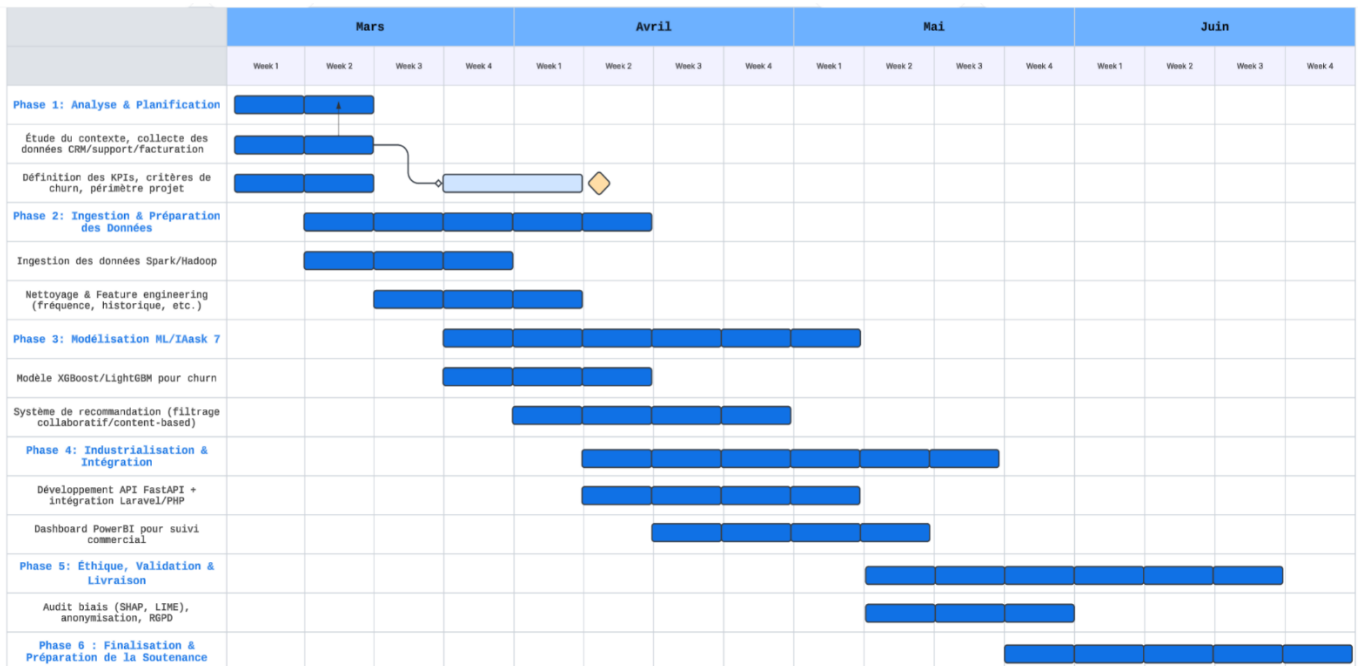 Mars Avril Mai Juin
Week 1 Week 2 Week 3 Week 4 Week 1 Week 2 Week 3 Week 4 Week 1 Week 2 Week 3 Week 4 Week 1 Week 2 Week 3 Week 4
Phase 1: Analyse & Planification
Étude du contexte, collecte des
données CRM/support/facturation
Définition des KPIs, critères de
churn, périmètre projet
Phase 2: Ingestion & Préparation
des Données
Ingestion des données Spark/Hadoop
Nettoyage & Feature engineering
(fréquence, historique, etc.)
Phase 3: Modélisation ML/IAask 7
Modèle XGBoost/LightGBM pour churn
Système de recommandation (filtrage
collaboratif/content-based)
Phase 4: Industrialisation &
Intégration
Développement API FastAPI +
intégration Laravel/PHP
Dashboard PowerBI pour suivi
commercial
Phase 5: Éthique, Validation &
Livraison
Audit biais (SHAP, LIME),
anonymisation, RGPD
Phase 6 : Finalisation &
Préparation de la Soutenance